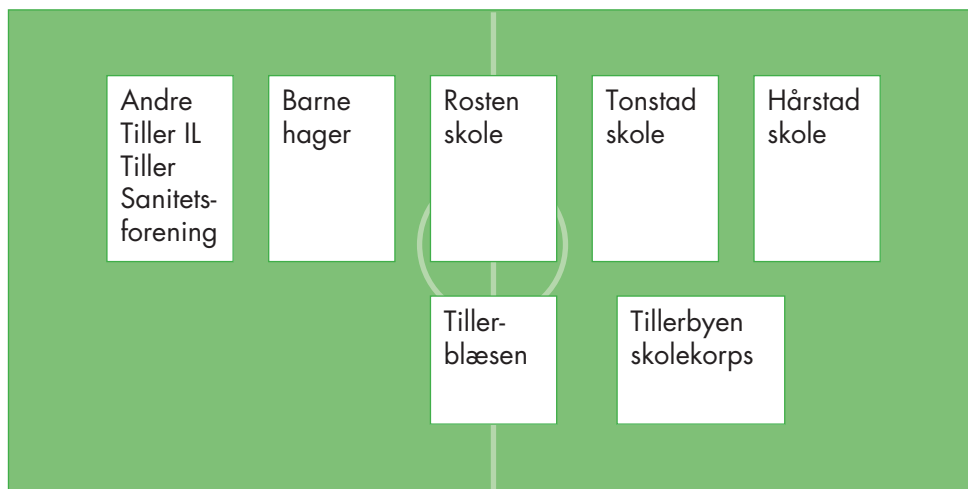 Andre
Tiller IL
Tiller
Sanitets-
forening
Barne
hager
Rosten
skole
Tonstad
skole
Hårstad
skole
Tiller-
blæsen
Tillerbyen
skolekorps